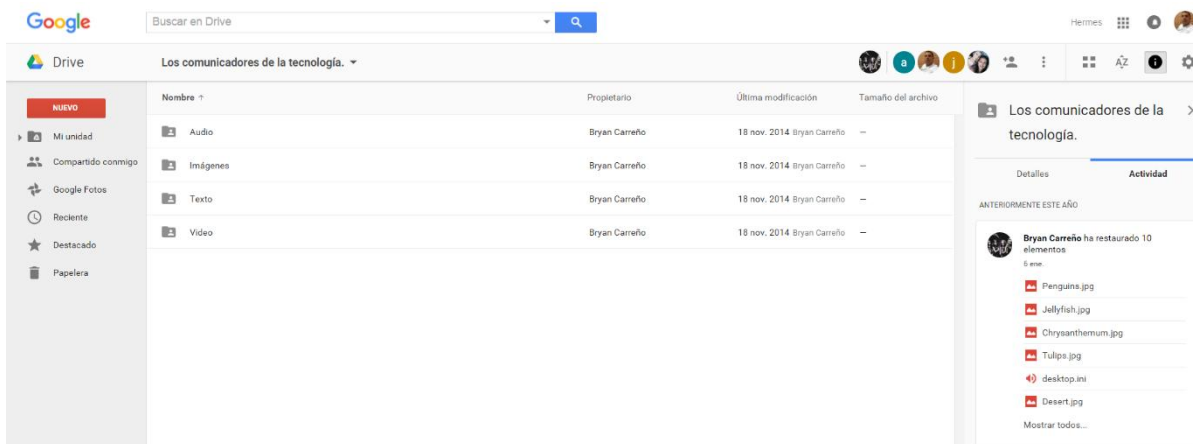 Google
Buscar en Drive
Hermes
Drive
Los comunicadores de la tecnología.
a
j
AZ
NUEVO
Mi unidad
Compartido conmigo
Google Fotos
Reciente
Destacado
Papelera
Nombre ↑ Propietario Última modificación Tamaño del archivo
Audio Bryan Carreño 18 nov. 2014 Bryan Carreño —
Imágenes Bryan Carreño 18 nov. 2014 Bryan Carreño —
Texto Bryan Carreño 18 nov. 2014 Bryan Carreño —
Video Bryan Carreño 18 nov. 2014 Bryan Carreño —
Los comunicadores de la
tecnología.
Detalles Actividad
ANTERIORMENTE ESTE AÑO
Bryan Carreño ha restaurado 10
elementos
5 ene.
Penguins.jpg
Jellyfish.jpg
Chrysanthemum.jpg
Tulips.jpg
desktop.ini
Desert.jpg
Mostrar todos...